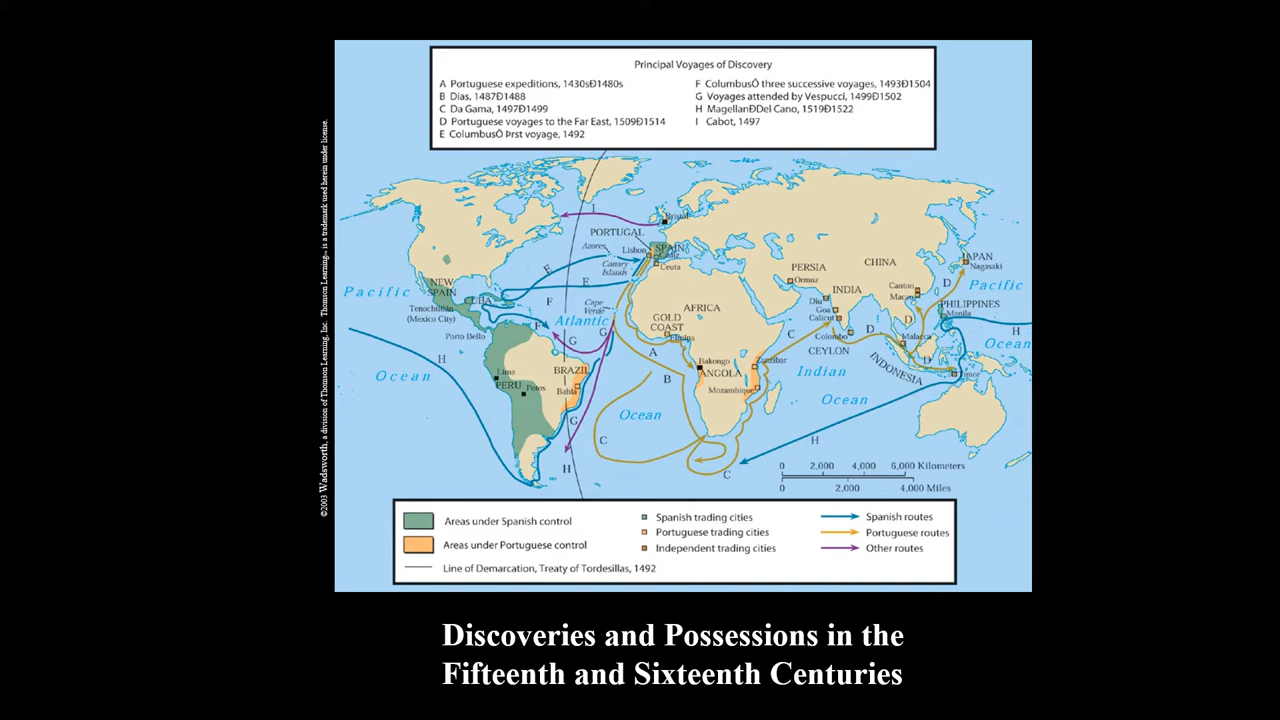 Principal Voyages of Discovery
A Portuguese expeditions, 1430sÐ1480s
B Dias, 1487Ð1488
C Da Gama, 1497Ð1499
D Portuguese voyages to the Far East, 1509Ð1514
E ColumbusÕ Þrst voyage, 1492
F ColumbusÕ three successive voyages, 1493Ð1504
G Voyages attended by Vespucci, 1499Ð1502
H MagellanÐDel Cano, 1519Ð1522
I Cabot, 1497
©2003 Wadsworth, a division of Thomson Learning, Inc. Thomson Learning™ is a trademark used herein under license.
I
Bristol
PORTUGAL
Azores
Lisbon
SPAIN
Cadiz
Ceuta
Canary
Islands
E
E
PERSIA
Ormuz
CHINA
JAPAN
Nagasaki
NEW
SPAIN
CUBA
Tenochtitlán
(Mexico City)
Porto Bello
Pacific
Ocean
F
F
Atlantic
Ocean
Cape
Verde
G
G
G
AFRICA
GOLD
COAST
Elmina
A
B
C
C
C
INDIA
Diu
Goa
Calicut
Colombo
CEYLON
Canton
Macao
D
D
D
D
PHILIPPINES
Manila
Malacca
INDONESIA
Timor
Pacific
Ocean
H
H
H
H
Lima
PERU
Potos
BRAZIL
Bahia
Bakongo
ANGOLA
Zanzibar
Mozambique
Indian
Ocean
0 2,000 4,000 6,000 Kilometers
0 2,000 4,000 Miles
Areas under Spanish control
Areas under Portuguese control
Line of Demarcation, Treaty of Tordesillas, 1492
Spanish trading cities
Portuguese trading cities
Independent trading cities
Spanish routes
Portuguese routes
Other routes
Discoveries and Possessions in the
Fifteenth and Sixteenth Centuries